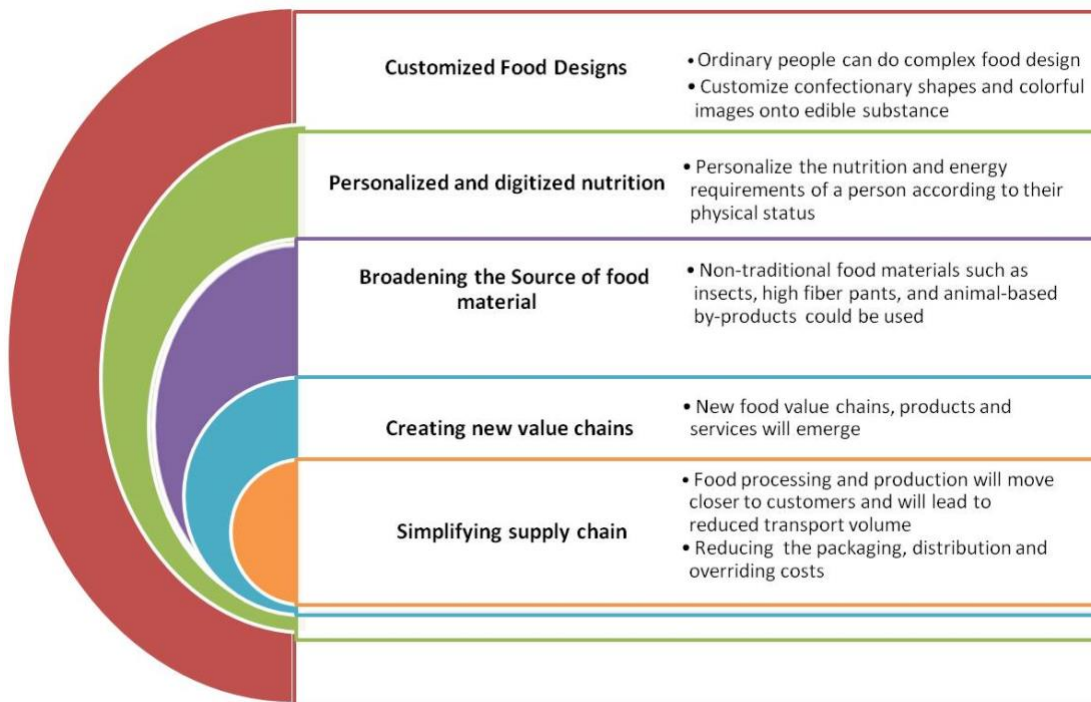 Customized Food Designs
• Ordinary people can do complex food design
• Customize confectionary shapes and colorful
images onto edible substance
Personalized and digitized nutrition
• Personalize the nutrition and energy
requirements of a person according to their
physical status
Broadening the Source of food
material
• Non-traditional food materials such as
insects, high fiber pants, and animal-based
by-products could be used
Creating new value chains
• New food value chains, products and
services will emerge
Simplifying supply chain
• Food processing and production will move
closer to customers and will lead to
reduced transport volume
• Reducing the packaging, distribution and
overriding costs